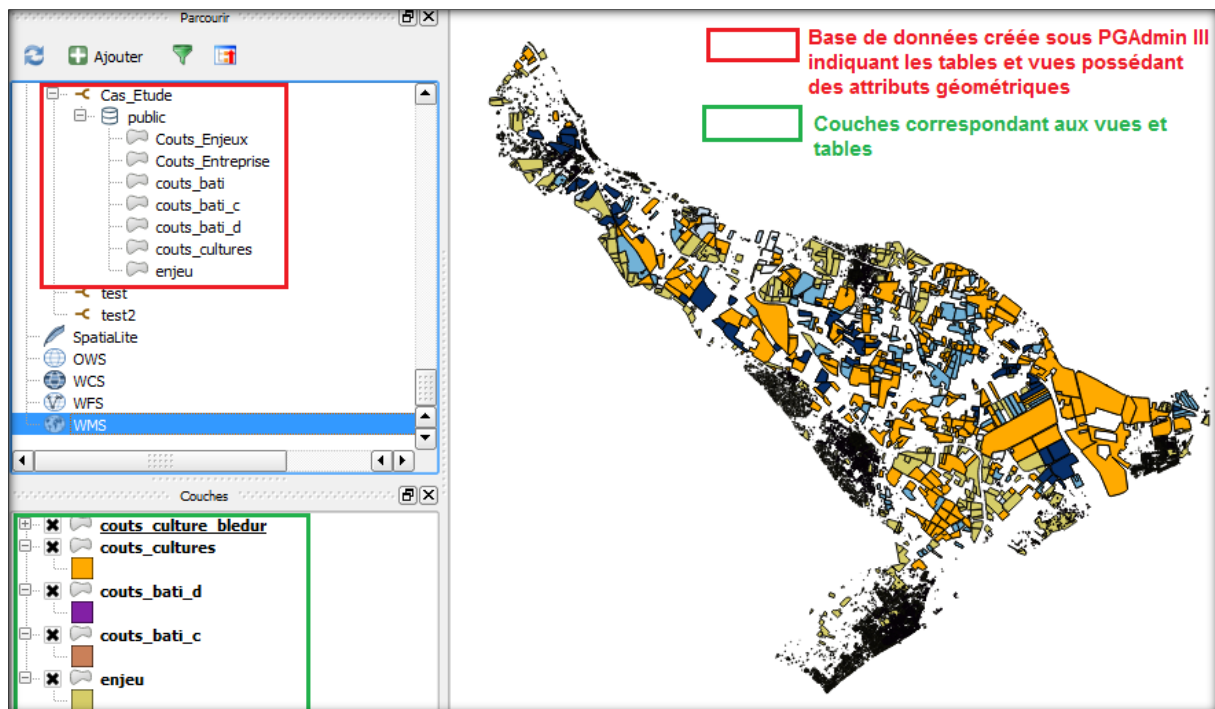 Parcourir
Ajouter
Cas_Etude
public
Couts_Enjeux
Couts_Entreprise
couts_bati
couts_bati_c
couts_bati_d
couts_cultures
enjeu
test
test2
SpatiaLite
OWS
WCS
WFS
WMS
Couches
couts_culture_bledur
couts_cultures
couts_bati_d
couts_bati_c
enjeu
Base de données créée sous PGAdmin III
indiquant les tables et vues possédant
des attributs géométriques
Couches correspondant aux vues et
tables